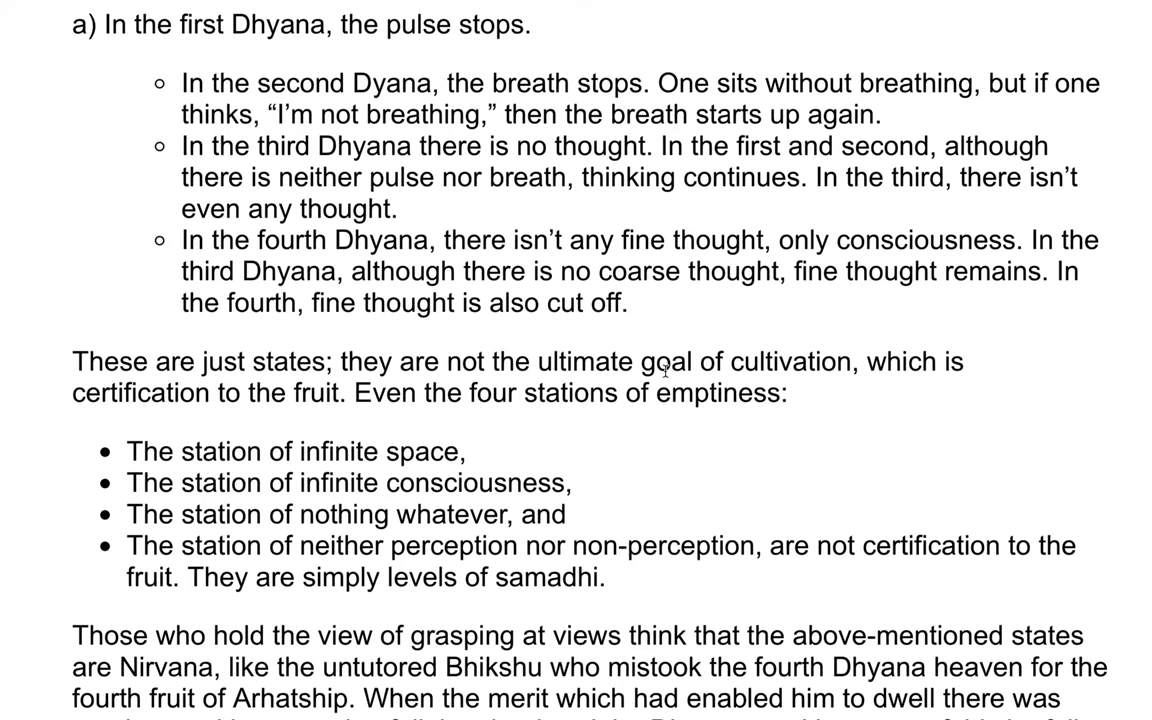 a) In the first Dhyana, the pulse stops.
In the second Dyana, the breath stops. One sits without breathing, but if one
thinks, “I’m not breathing,” then the breath starts up again.
In the third Dhyana there is no thought. In the first and second, although
there is neither pulse nor breath, thinking continues. In the third, there isn’t
even any thought.
In the fourth Dhyana, there isn’t any fine thought, only consciousness. In the
third Dhyana, although there is no coarse thought, fine thought remains. In
the fourth, fine thought is also cut off.
These are just states; they are not the ultimate goal of cultivation, which is
certification to the fruit. Even the four stations of emptiness:
The station of infinite space,
The station of infinite consciousness,
The station of nothing whatever, and
The station of neither perception nor non-perception, are not certification to the
fruit. They are simply levels of samadhi.
Those who hold the view of grasping at views think that the above-mentioned states
are Nirvana, like the untutored Bhikshu who mistook the fourth Dhyana heaven for the
fourth fruit of Arhatship. When the merit which had enabled him to dwell there was